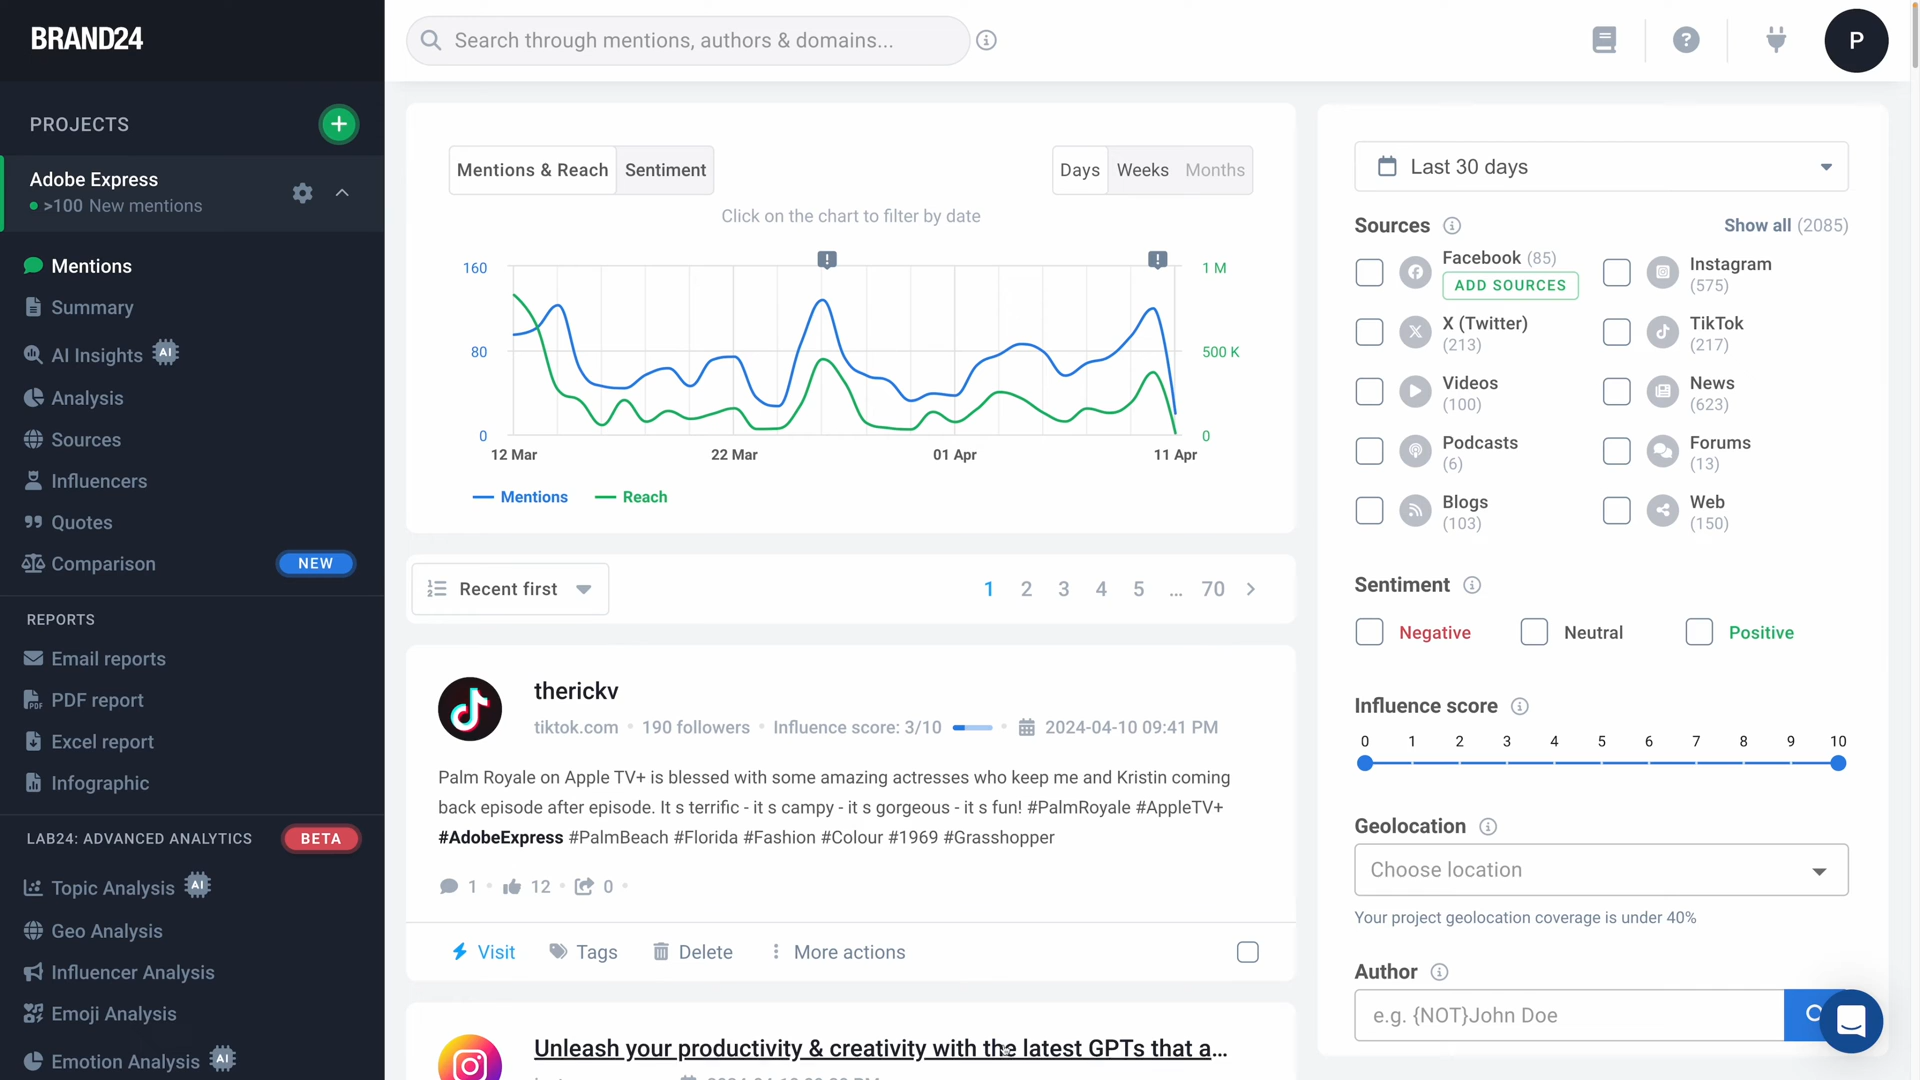 BRAND24
Search through mentions, authors & domains...
P
PROJECTS
Adobe Express
>100 New mentions
Mentions
Summary
AI Insights AI
Analysis
Sources
Influencers
Quotes
Comparison NEW
REPORTS
Email reports
PDF report
Excel report
Infographic
LAB24: ADVANCED ANALYTICS BETA
Topic Analysis AI
Geo Analysis
Influencer Analysis
Emoji Analysis
Emotion Analysis AI
Mentions & Reach Sentiment
Days Weeks Months
Click on the chart to filter by date
160 1 M
80 500 K
0 0
12 Mar 22 Mar 01 Apr 11 Apr
Mentions Reach
Recent first
1 2 3 4 5 ... 70
therickv
tiktok.com • 190 followers • Influence score: 3/10 • 2024-04-10 09:41 PM
Palm Royale on Apple TV+ is blessed with some amazing actresses who keep me and Kristin coming
back episode after episode. It s terrific - it s campy - it s gorgeous - it s fun! #PalmRoyale #AppleTV+
#AdobeExpress #PalmBeach #Florida #Fashion #Colour #1969 #Grasshopper
1 • 12 • 0 •
Visit Tags Delete More actions
Unleash your productivity & creativity with the latest GPTs that a...
Last 30 days
Sources Show all (2085)
Facebook (85)
ADD SOURCES
Instagram
(575)
X (Twitter)
(213)
TikTok
(217)
Videos
(100)
News
(623)
Podcasts
(6)
Forums
(13)
Blogs
(103)
Web
(150)
Sentiment
Negative Neutral Positive
Influence score
0 1 2 3 4 5 6 7 8 9 10
Geolocation
Choose location
Your project geolocation coverage is under 40%
Author
e.g. {NOT}John Doe